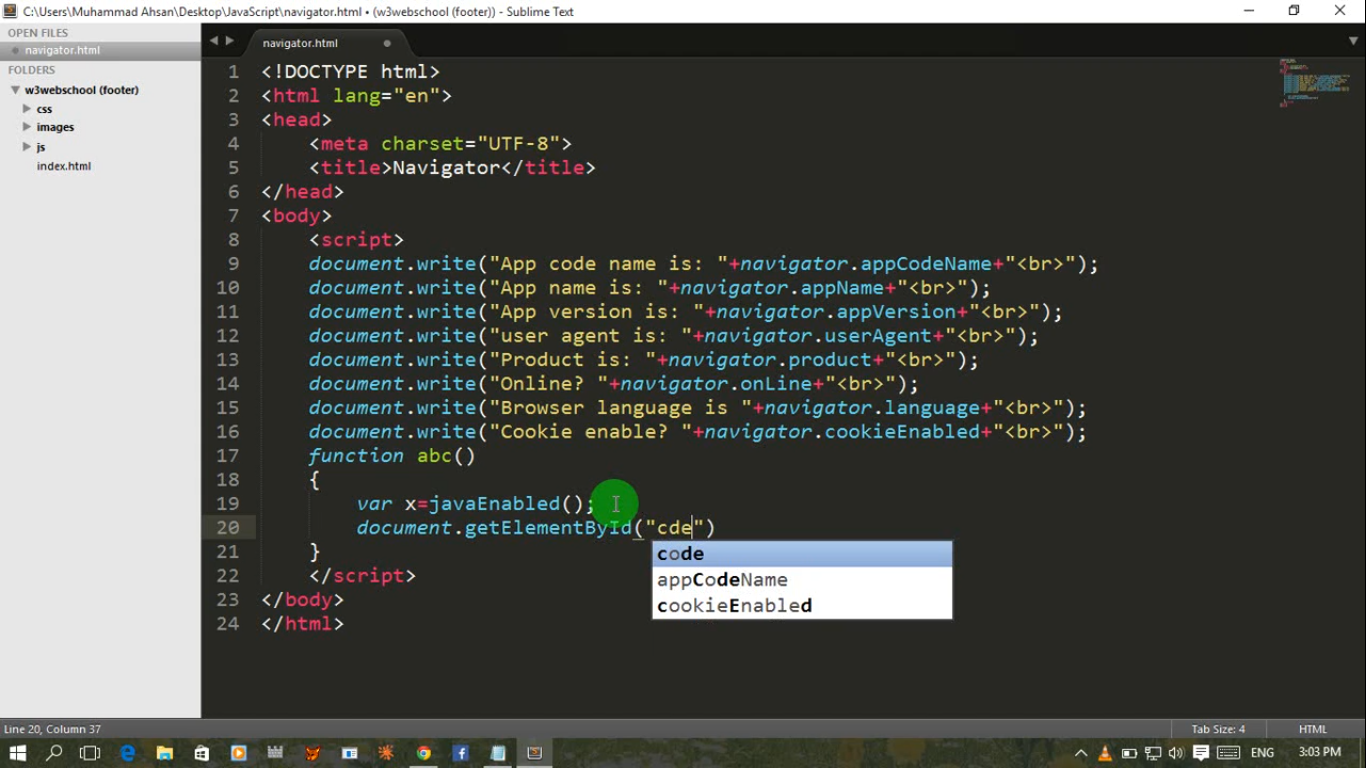 C:\Users\Muhammad Ahsan\Desktop\JavaScript\navigator.html • (w3webschool (footer)) - Sublime Text
OPEN FILES
navigator.html
FOLDERS
w3webschool (footer)
css
images
js
index.html
navigator.html
1 <!DOCTYPE html>
2 <html lang="en">
3 <head>
4 <meta charset="UTF-8">
5 <title>Navigator</title>
6 </head>
7 <body>
8 <script>
9 document.write("App code name is: "+navigator.appCodeName+"<br>");
10 document.write("App name is: "+navigator.appName+"<br>");
11 document.write("App version is: "+navigator.appVersion+"<br>");
12 document.write("user agent is: "+navigator.userAgent+"<br>");
13 document.write("Product is: "+navigator.product+"<br>");
14 document.write("Online? "+navigator.onLine+"<br>");
15 document.write("Browser language is "+navigator.language+"<br>");
16 document.write("Cookie enable? "+navigator.cookieEnabled+"<br>");
17 function abc()
18 {
19 var x=javaEnabled();
20 document.getElementById("cde")
code
appCodeName
cookieEnabled
21 }
22 </script>
23 </body>
24 </html>
Line 20, Column 37
Tab Size: 4
HTML
ENG
3:03 PM